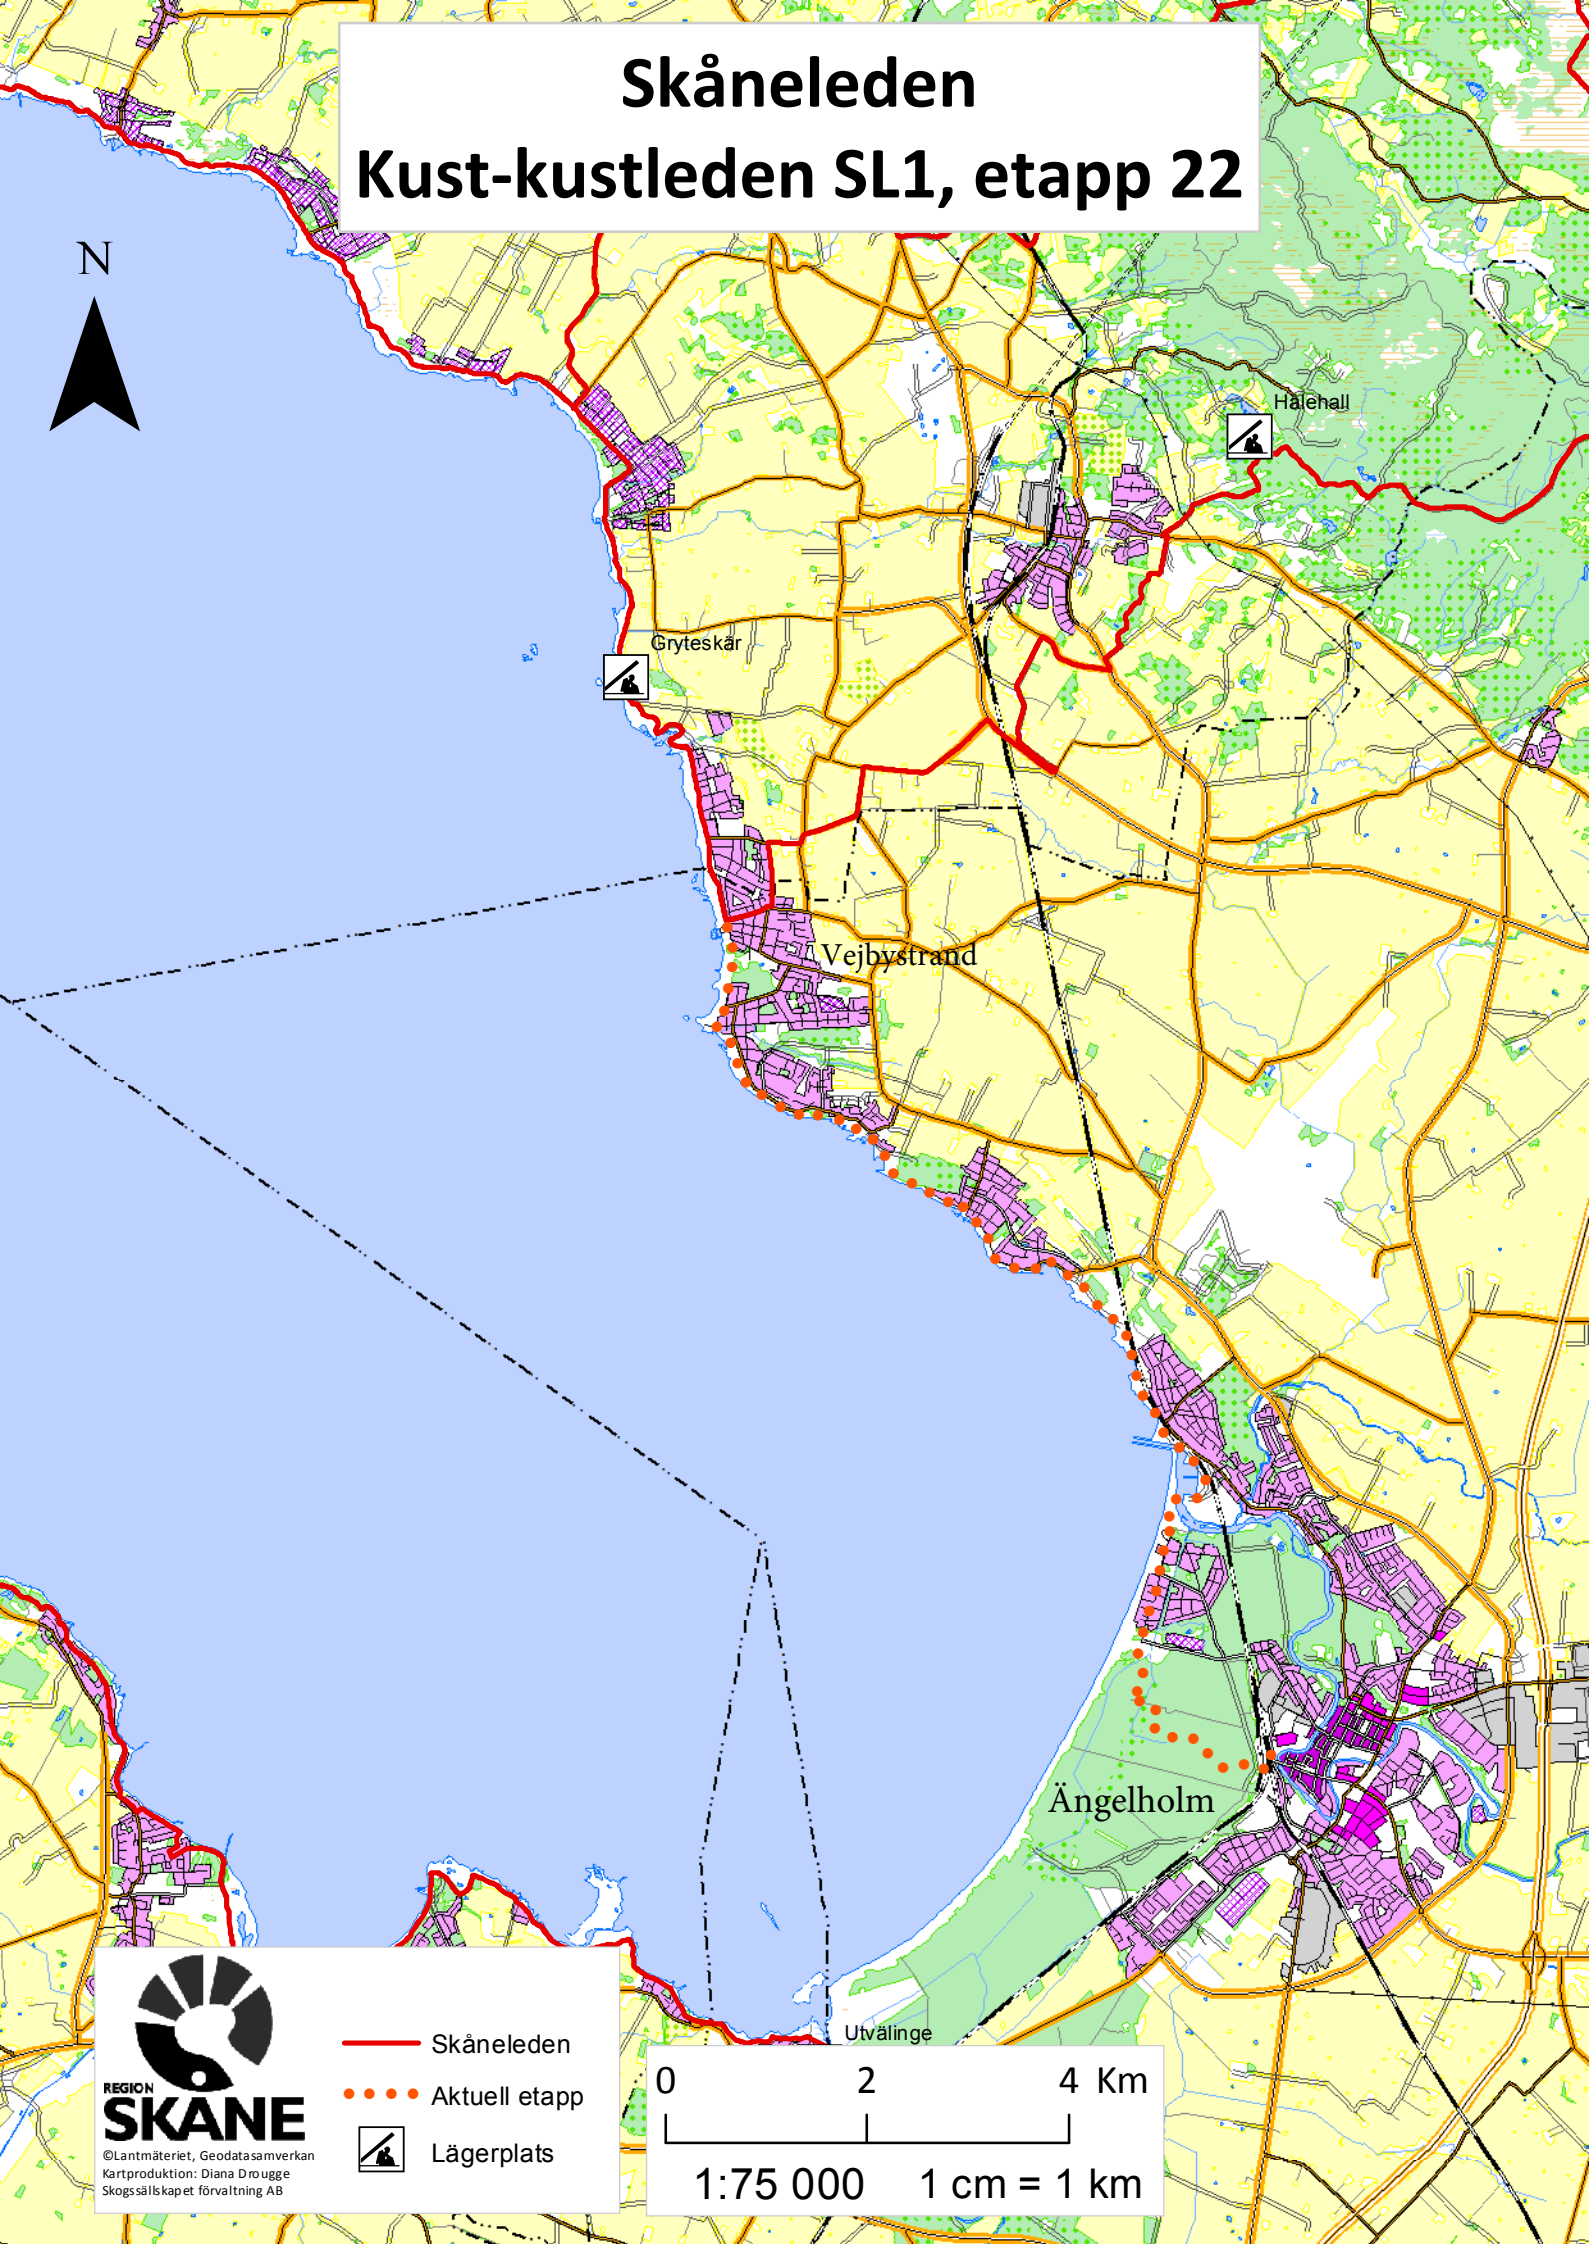 Skåneleden
Kust-kustleden SL1, etapp 22
N
Hålehall
Gryteskär
Vejbystrand
Ängelholm
Utvälinge
REGION
SKÅNE
©Lantmäteriet, Geodatasamverkan
Kartproduktion: Diana Drougge
Skogssällskapet förvaltning AB
Skåneleden
Aktuell etapp
Lägerplats
0 2 4 Km
1:75 000 1 cm = 1 km